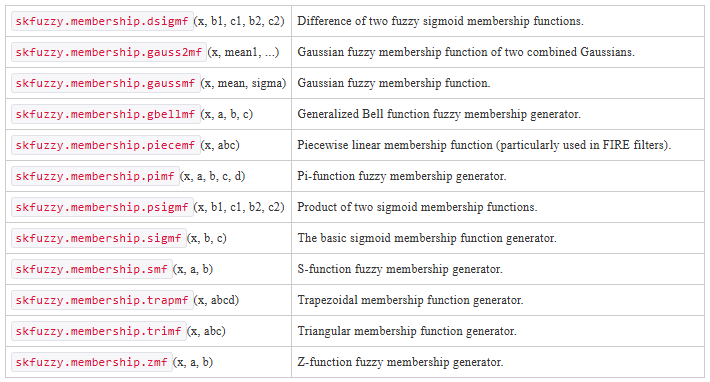 skfuzzy.membership.dsigmf(x, b1, c1, b2, c2) Difference of two fuzzy sigmoid membership functions.
skfuzzy.membership.gauss2mf(x, mean1, ...) Gaussian fuzzy membership function of two combined Gaussians.
skfuzzy.membership.gaussmf(x, mean, sigma) Gaussian fuzzy membership function.
skfuzzy.membership.gbellmf(x, a, b, c) Generalized Bell function fuzzy membership generator.
skfuzzy.membership.piecemf(x, abc) Piecewise linear membership function (particularly used in FIRE filters).
skfuzzy.membership.pimf(x, a, b, c, d) Pi-function fuzzy membership generator.
skfuzzy.membership.psigmf(x, b1, c1, b2, c2) Product of two sigmoid membership functions.
skfuzzy.membership.sigmf(x, b, c) The basic sigmoid membership function generator.
skfuzzy.membership.smf(x, a, b) S-function fuzzy membership generator.
skfuzzy.membership.trapmf(x, abcd) Trapezoidal membership function generator.
skfuzzy.membership.trimf(x, abc) Triangular membership function generator.
skfuzzy.membership.zmf(x, a, b) Z-function fuzzy membership generator.